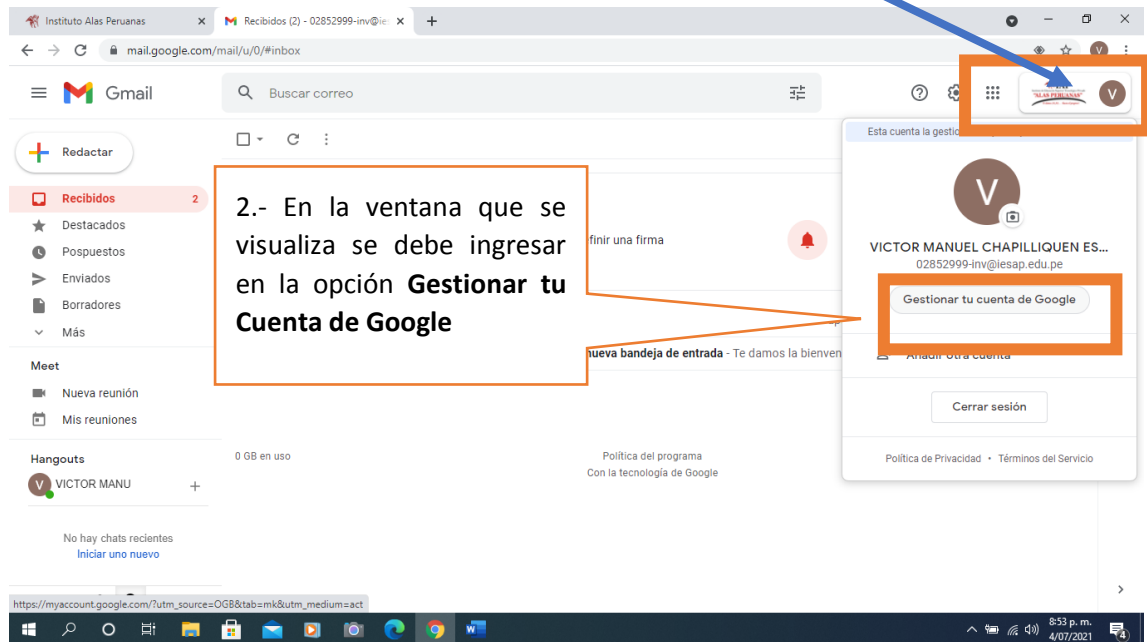 Instituto Alas Peruanas
Recibidos (2) - 02852999-inv@ie
mail.google.com/mail/u/0/#inbox
V
Gmail
Buscar correo
"ALAS PERUANAS"
V
Redactar
Esta cuenta la gestio
Recibidos 2
Destacados
Pospuestos
Enviados
Borradores
Más
2.- En la ventana que se
visualiza se debe ingresar
en la opción Gestionar tu
Cuenta de Google
finir una firma
nueva bandeja de entrada - Te damos la bienven
V
VICTOR MANUEL CHAPILLIQUEN ES...
02852999-inv@iesap.edu.pe
Gestionar tu cuenta de Google
Añadir otra cuenta
Cerrar sesión
Política de Privacidad • Términos del Servicio
Meet
Nueva reunión
Mis reuniones
Hangouts
V VICTOR MANU
No hay chats recientes
Iniciar uno nuevo
0 GB en uso
Política del programa
Con la tecnología de Google
https://myaccount.google.com/?utm_source=OGB&tab=mk&utm_medium=act
8:53 p. m.
4/07/2021
4